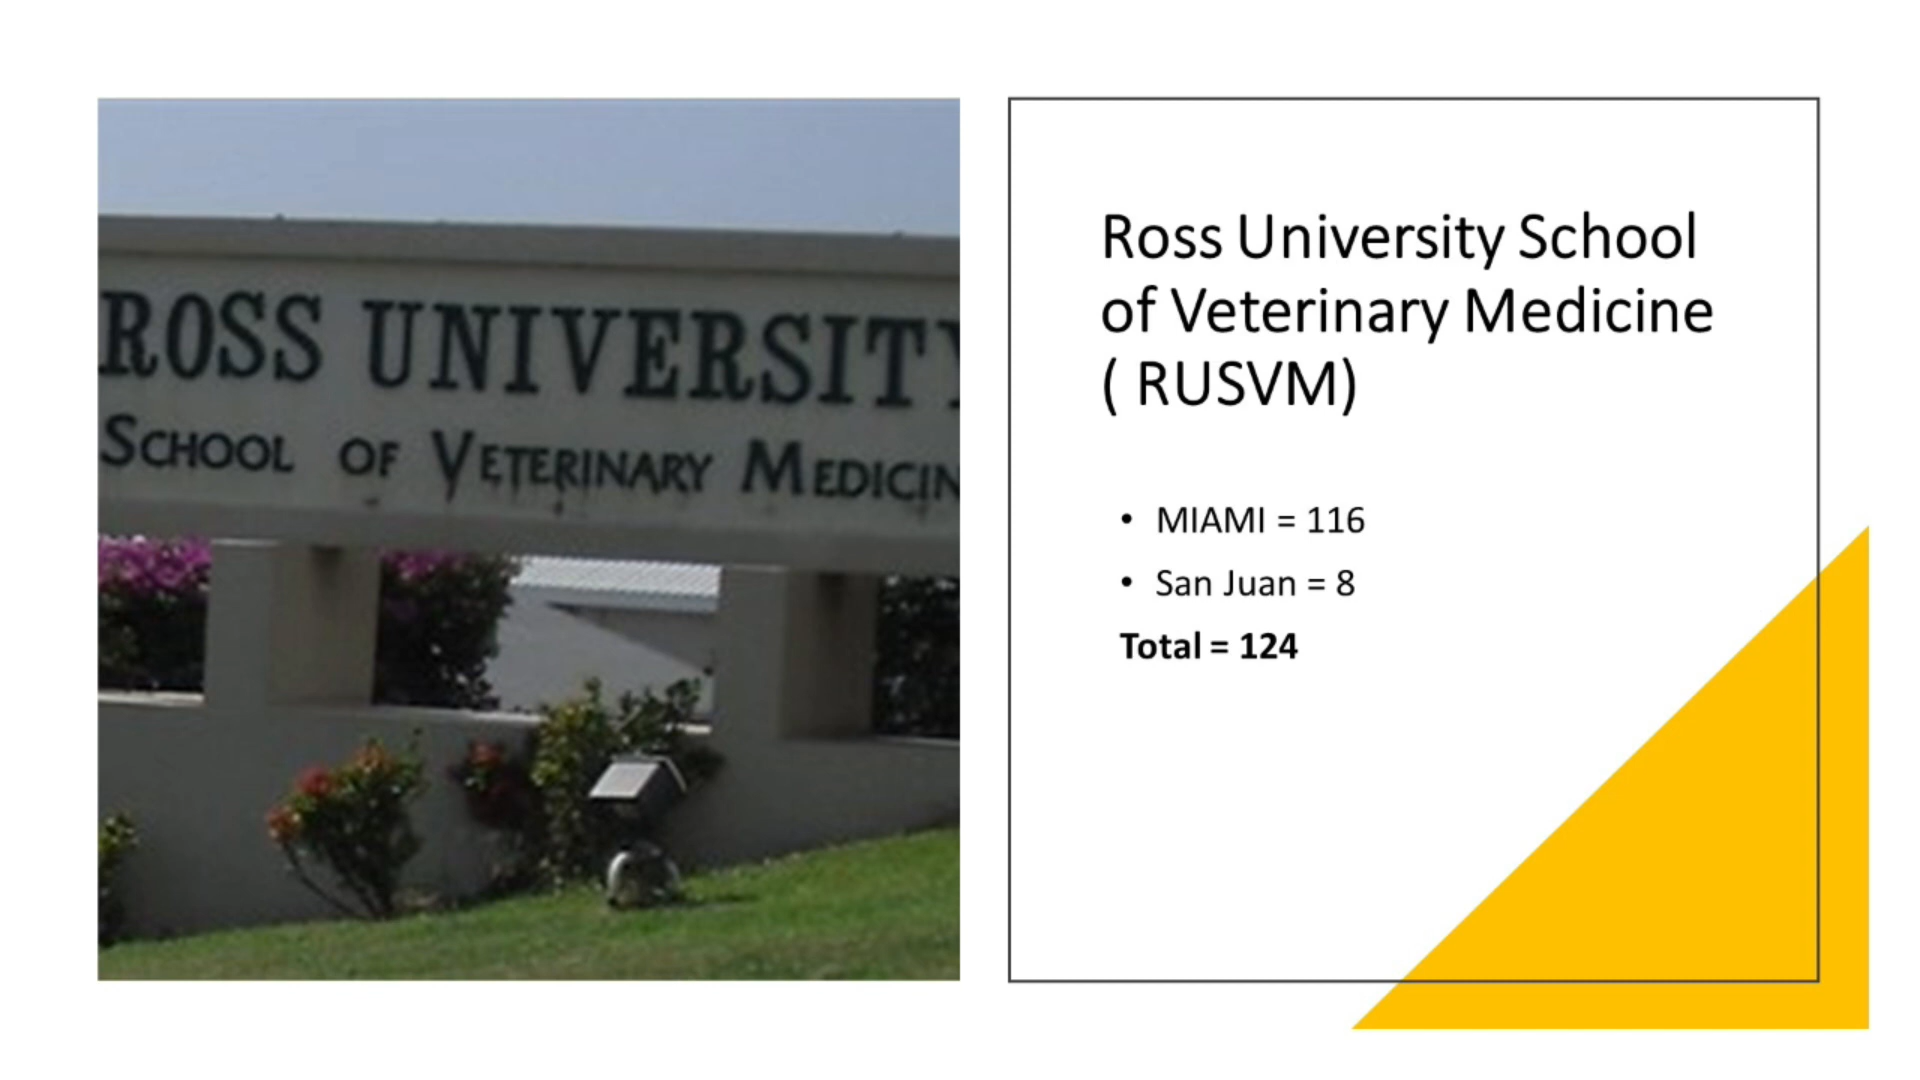 ROSS UNIVERSITY
SCHOOL OF VETERINARY MEDICIN
Ross University School
of Veterinary Medicine
( RUSVM)
• MIAMI = 116
• San Juan = 8
Total = 124